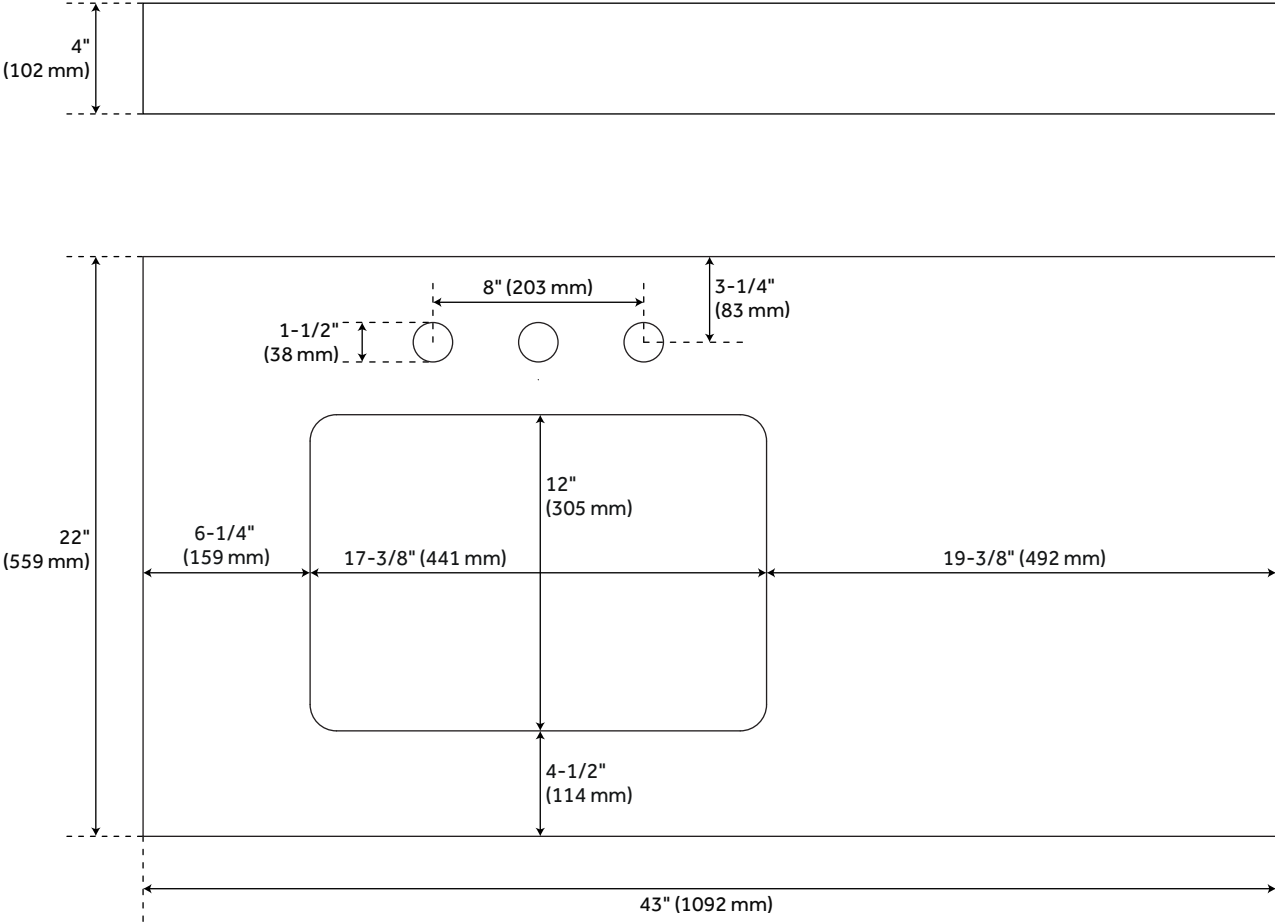 4"
(102 mm)
8" (203 mm)
3-1/4"
(83 mm)
1-1/2"
(38 mm)
12"
(305 mm)
22"
(559 mm)
6-1/4"
(159 mm)
17-3/8" (441 mm)
19-3/8" (492 mm)
4-1/2"
(114 mm)
43" (1092 mm)